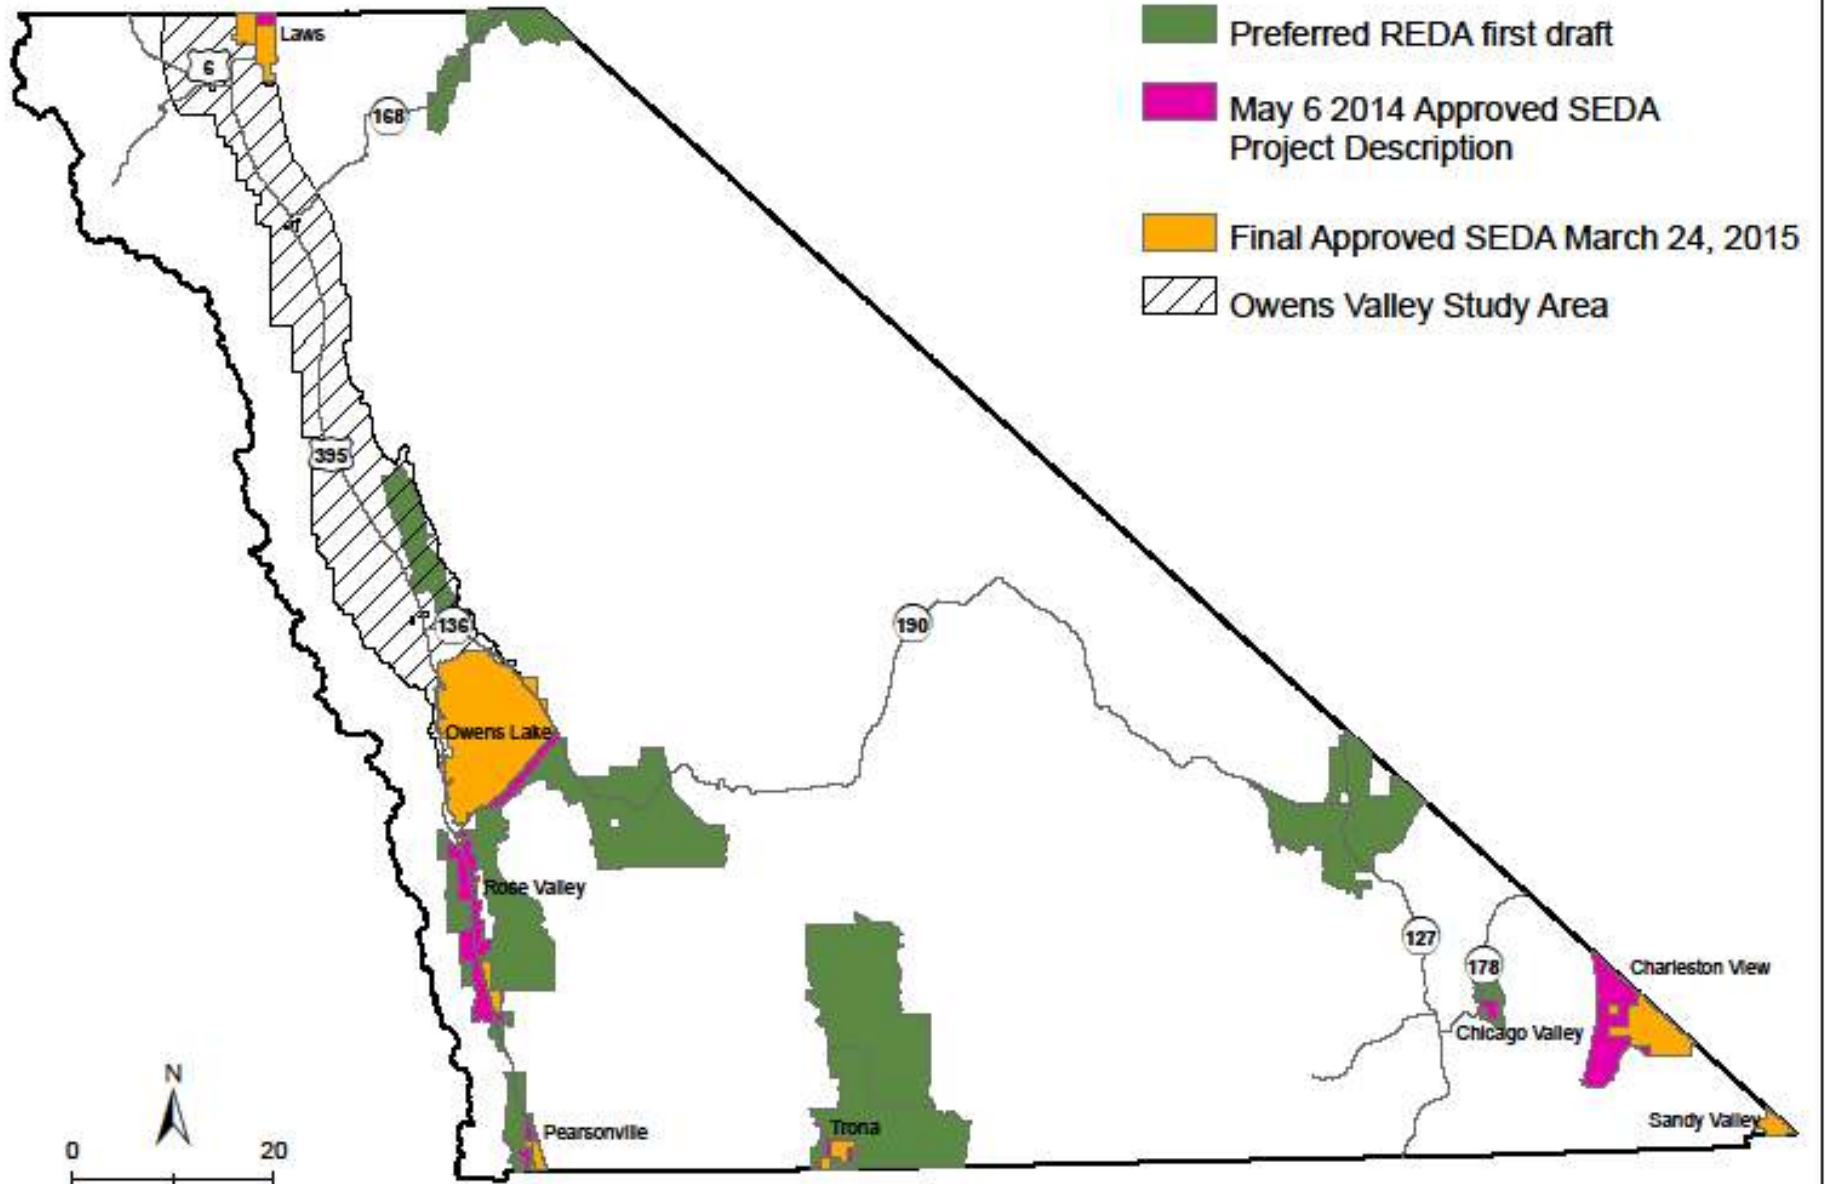 Preferred REDA first draft
May 6 2014 Approved SEDA
Project Description
Final Approved SEDA March 24, 2015
Owens Valley Study Area
Laws
6
168
395
136
190
Owens Lake
Rose Valley
127
178
Charleston View
Chicago Valley
Sandy Valley
Pearsonville
Trona
N
0 20